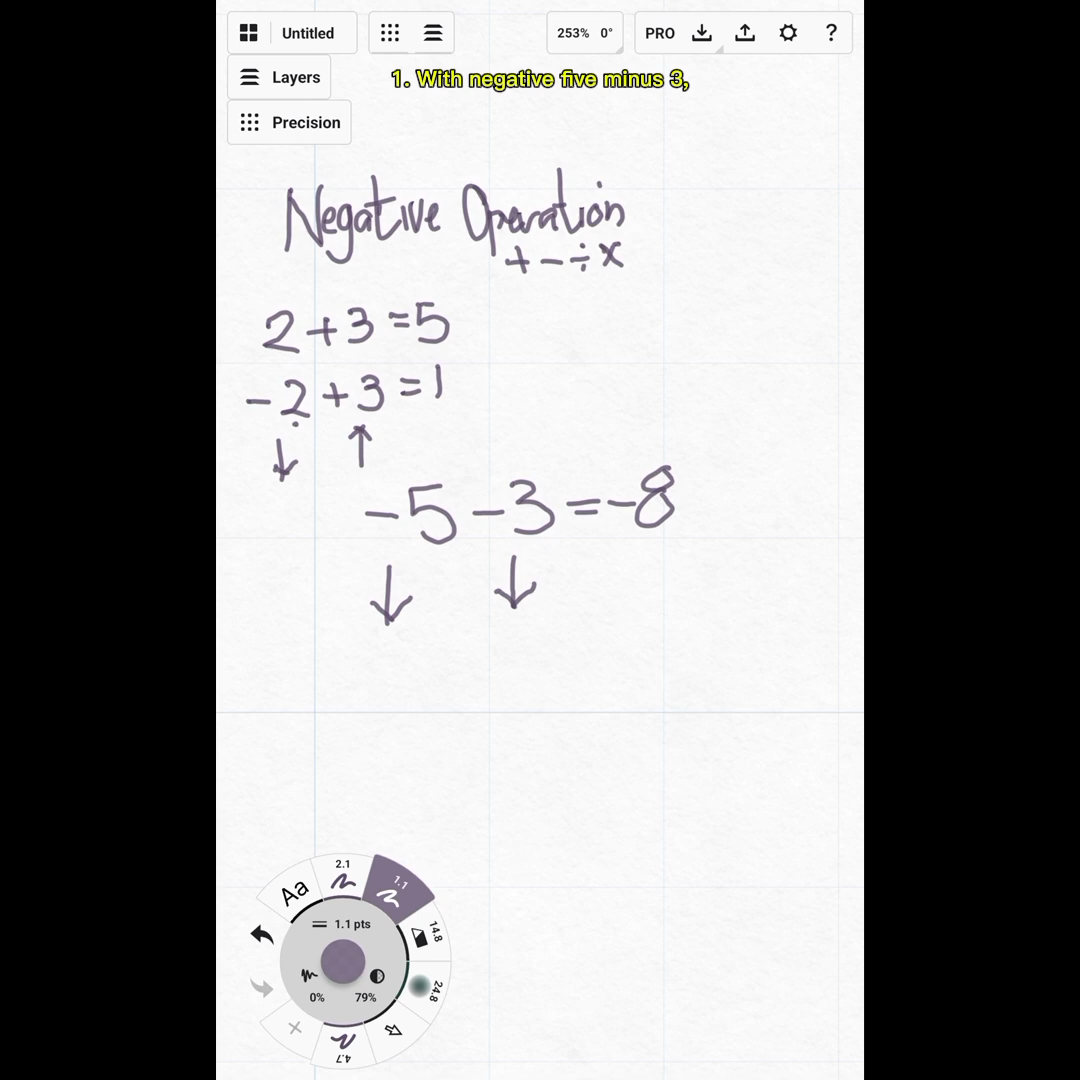 Untitled
253% 0°
PRO
?
Layers
1. With negative five minus 3,
Precision
Negative Operation
+ − ÷ x
2 + 3 = 5
- 2 + 3 = 1
↓ ↑
- 5 - 3 = - 8
↓ ↓
2.1
1.1
Aa
1.1 pts
14.8
0%
79%
24.8
4.7